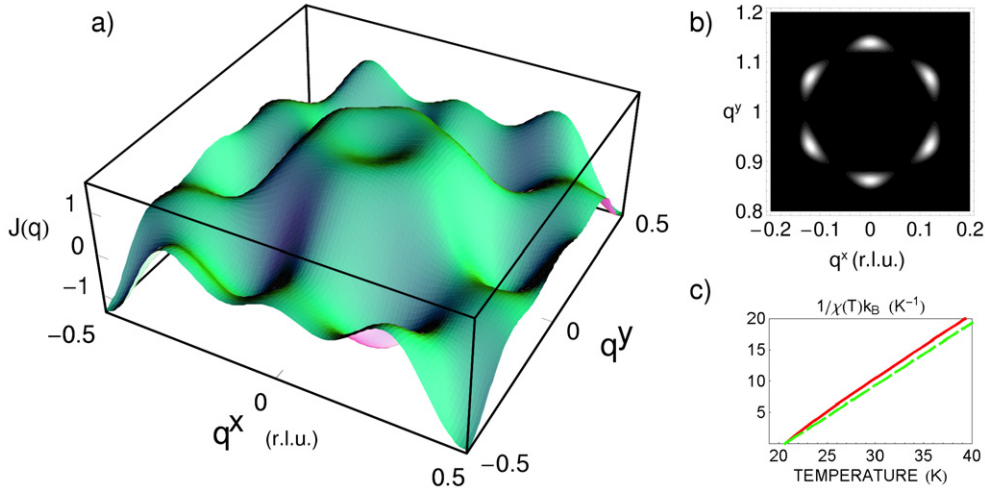 a)
J(q)
1
0
−1
−0.5
0
q^x (r.l.u.)
0.5
−0.5
0
q^y
0.5
b)
1.2
1.1
q^y 1
0.9
0.8
−0.2 −0.1 0 0.1 0.2
q^x (r.l.u.)
c)
1/χ(T)k_B (K^−1)
20
15
10
5
20 25 30 35 40
TEMPERATURE (K)